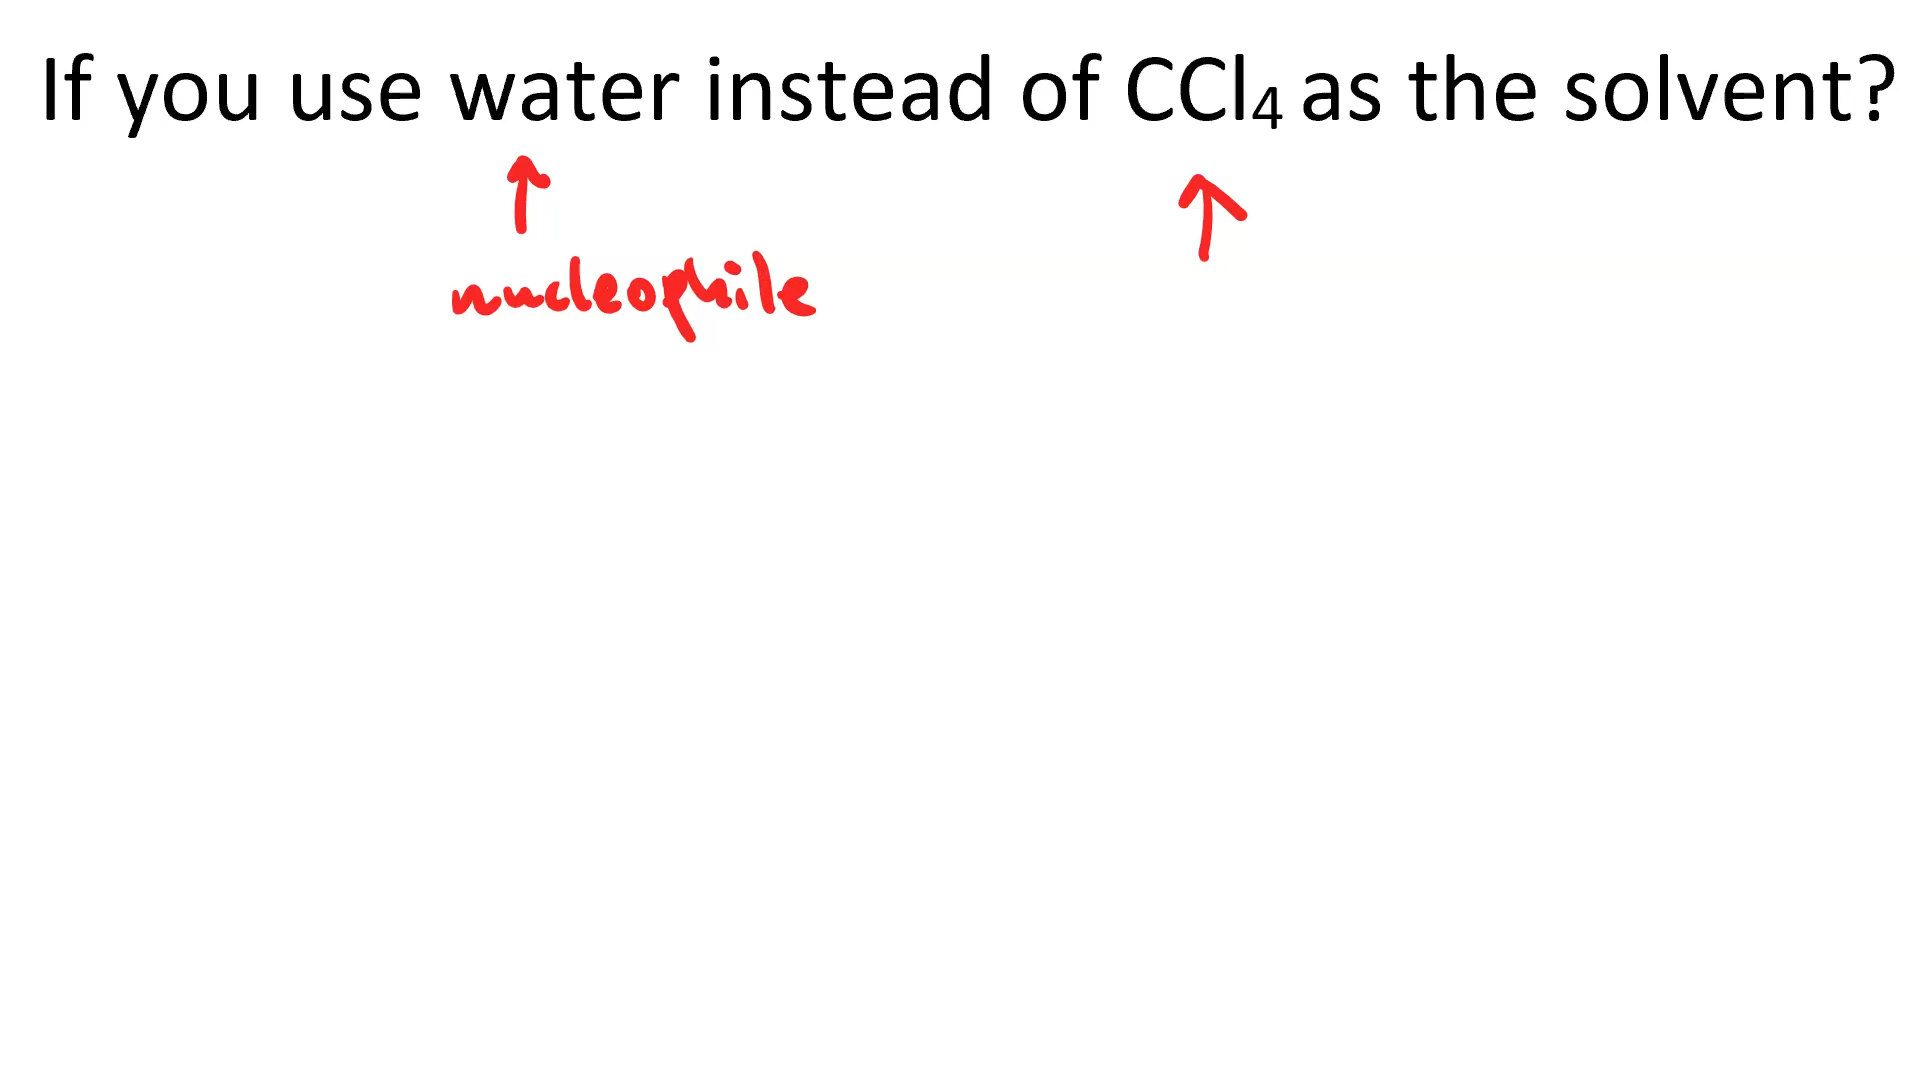 If you use water instead of CCl₄ as the solvent?
nucleophile